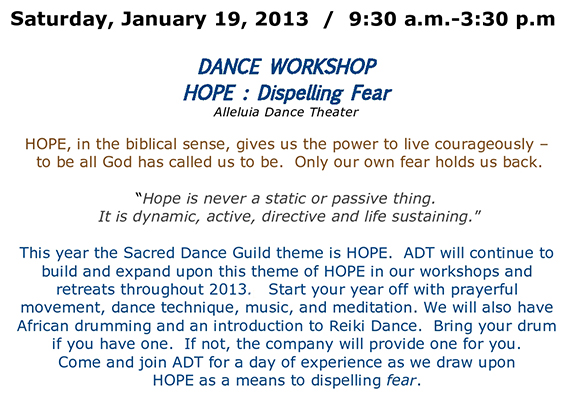 Saturday, January 19, 2013 / 9:30 a.m.-3:30 p.m
DANCE WORKSHOP
HOPE : Dispelling Fear
Alleluia Dance Theater
HOPE, in the biblical sense, gives us the power to live courageously –
to be all God has called us to be. Only our own fear holds us back.
"Hope is never a static or passive thing.
It is dynamic, active, directive and life sustaining."
This year the Sacred Dance Guild theme is HOPE. ADT will continue to
build and expand upon this theme of HOPE in our workshops and
retreats throughout 2013. Start your year off with prayerful
movement, dance technique, music, and meditation. We will also have
African drumming and an introduction to Reiki Dance. Bring your drum
if you have one. If not, the company will provide one for you.
Come and join ADT for a day of experience as we draw upon
HOPE as a means to dispelling fear.